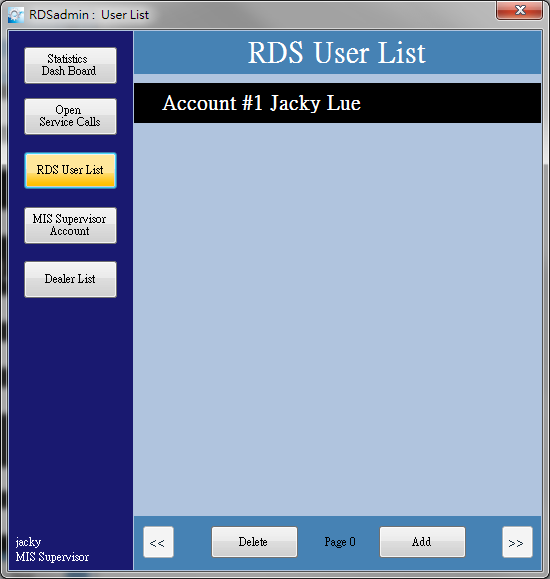 RDSadmin : User List
RDS User List
Statistics
Dash Board
Open
Service Calls
RDS User List
MIS Supervisor
Account
Dealer List
Account #1 Jacky Lue
jacky
MIS Supervisor
<<
Delete
Page 0
Add
>>